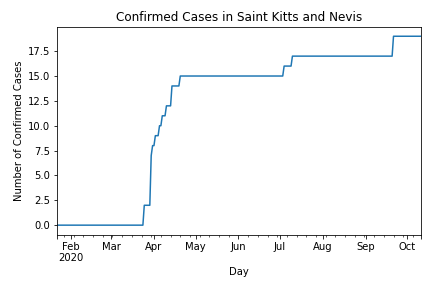 Confirmed Cases in Saint Kitts and Nevis
Number of Confirmed Cases
17.5
15.0
12.5
10.0
7.5
5.0
2.5
0.0
Feb Mar Apr May Jun Jul Aug Sep Oct
2020
Day